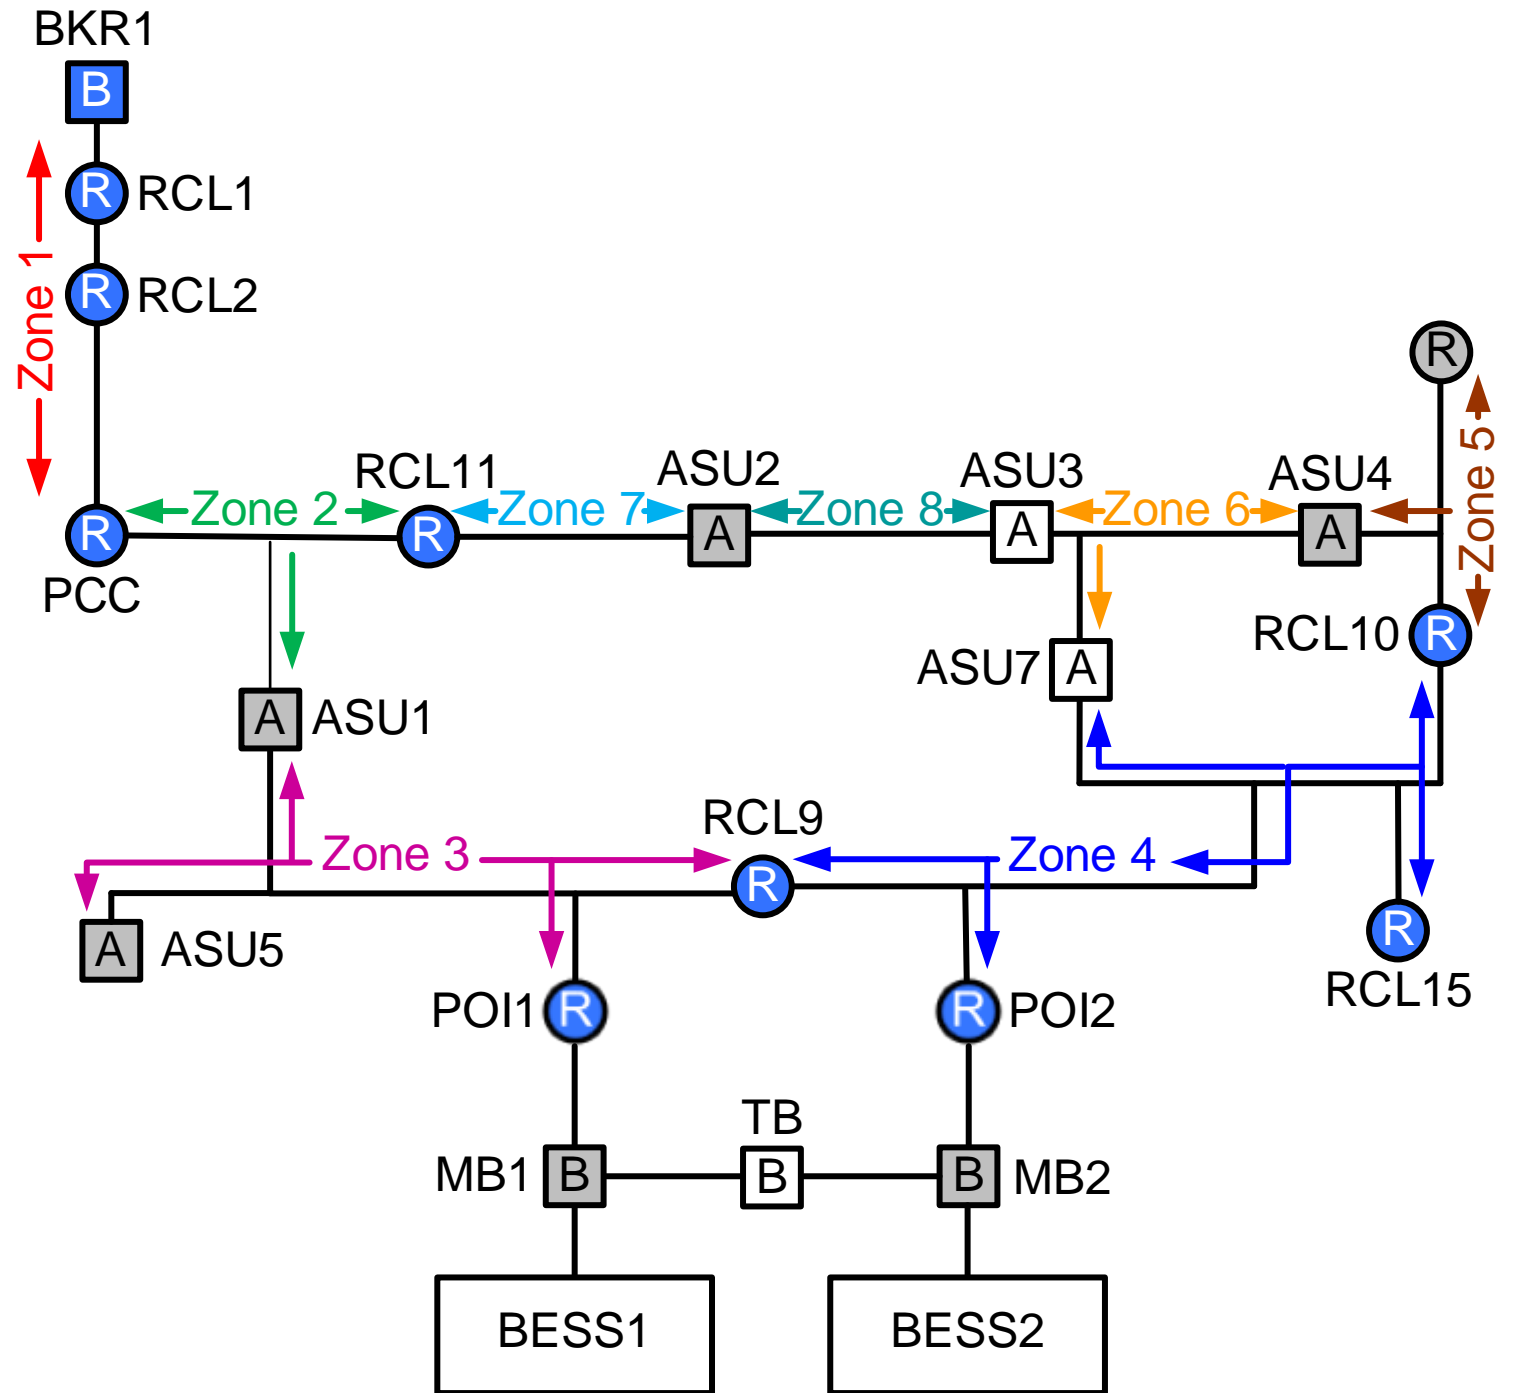 BKR1
B
R RCL1
R RCL2
Zone 1
R
RCL11 ASU2 ASU3 ASU4
Zone 2 Zone 7 Zone 8 Zone 6 Zone 5
R R A A A
PCC
RCL10 R
ASU7 A
A ASU1
RCL9
Zone 3 Zone 4
R
R
A ASU5
RCL15
POI1 R R POI2
TB
MB1 B B B MB2
BESS1 BESS2